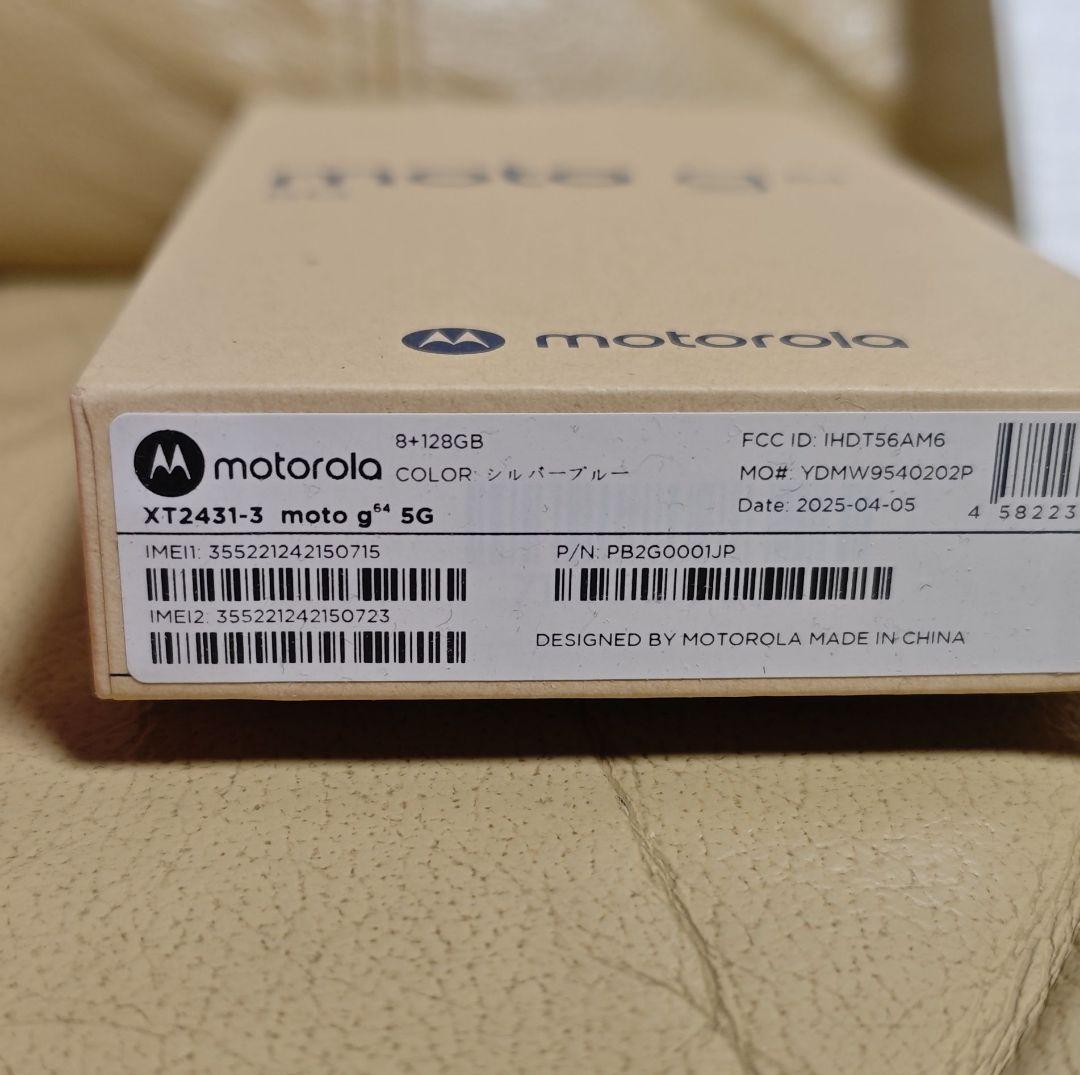 moto g
motorola
motorola
8+128GB
COLOR: シルバーブルー
XT2431-3 moto g64 5G
FCC ID: IHDT56AM6
MO#: YDMW9540202P
Date: 2025-04-05
4 58223
IMEI1: 355221242150715
IMEI2: 355221242150723
P/N: PB2G0001JP
DESIGNED BY MOTOROLA MADE IN CHINA